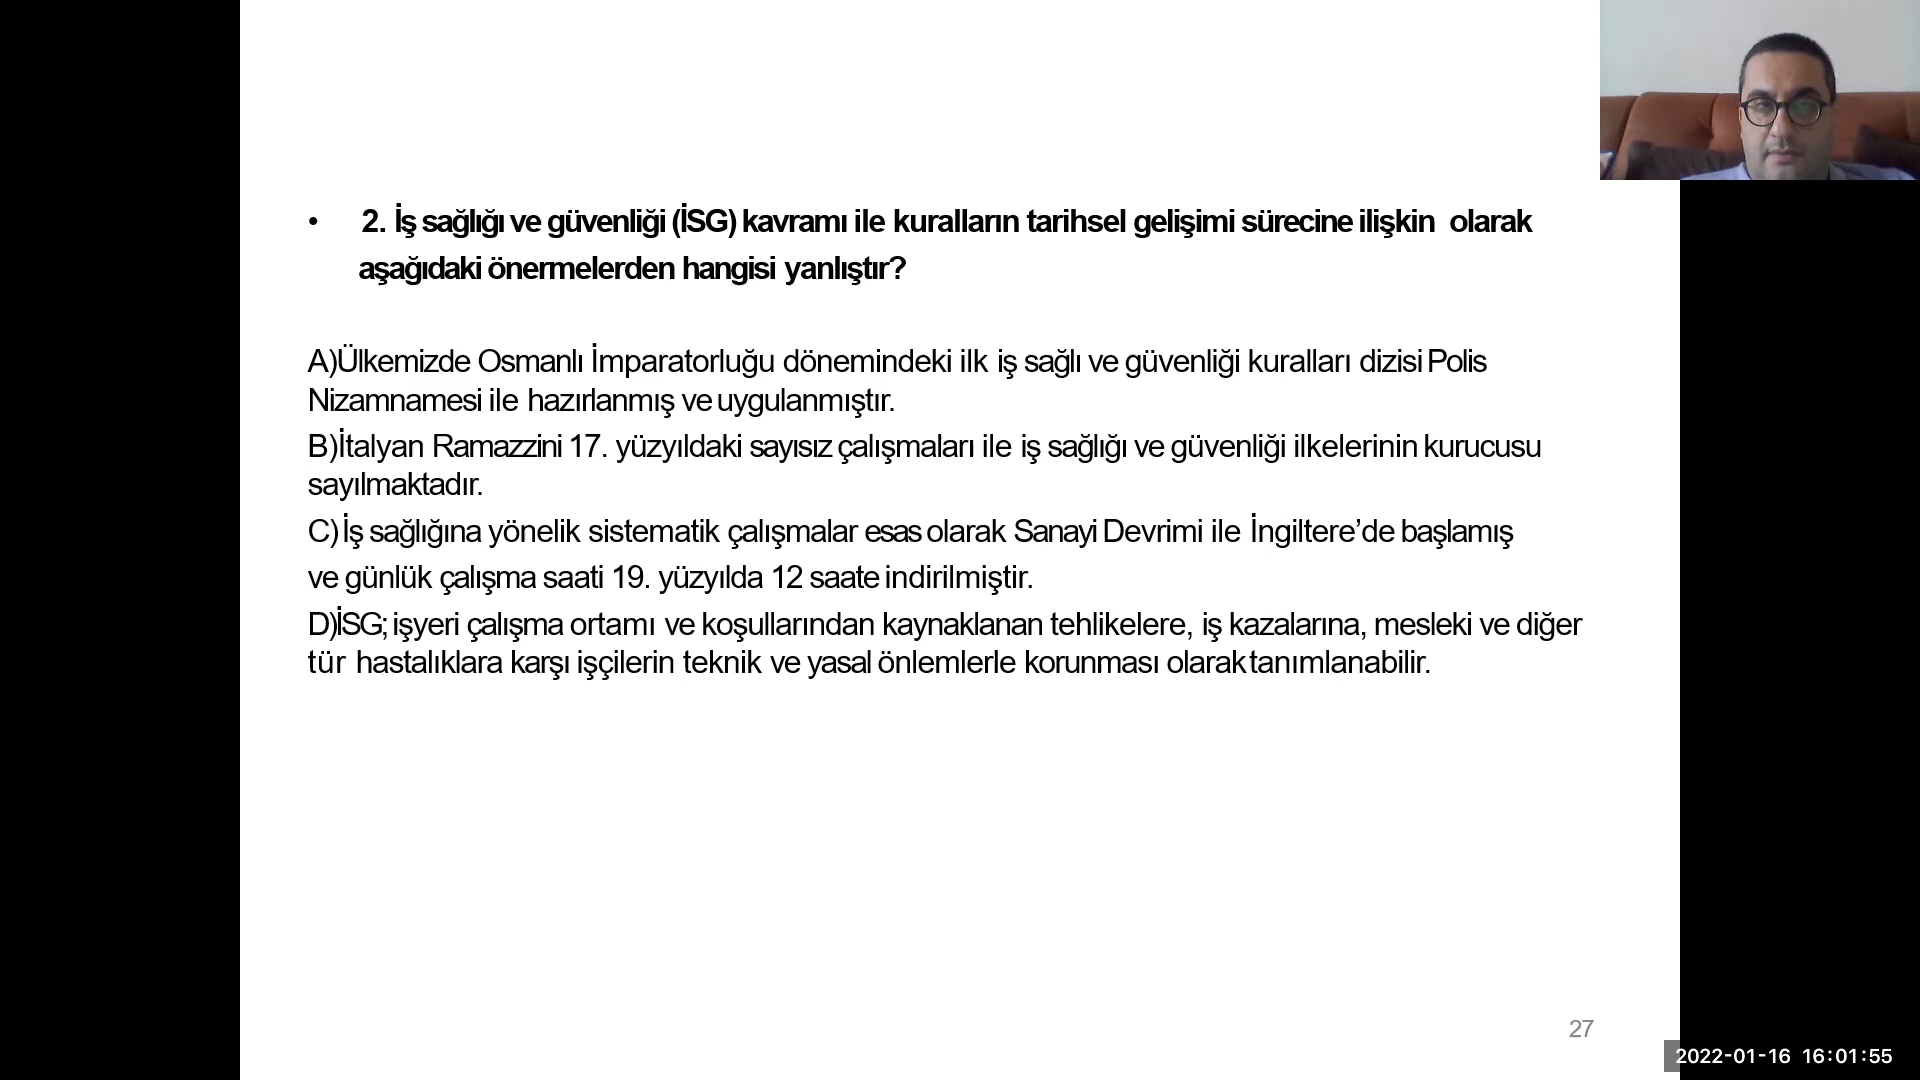 • 2. İş sağlığı ve güvenliği (İSG) kavramı ile kuralların tarihsel gelişimi sürecine ilişkin olarak
aşağıdaki önermelerden hangisi yanlıştır?
A)Ülkemizde Osmanlı İmparatorluğu dönemindeki ilk iş sağlı ve güvenliği kuralları dizisi Polis
Nizamnamesi ile hazırlanmış ve uygulanmıştır.
B)İtalyan Ramazzini 17. yüzyıldaki sayısız çalışmaları ile iş sağlığı ve güvenliği ilkelerinin kurucusu
sayılmaktadır.
C) İş sağlığına yönelik sistematik çalışmalar esas olarak Sanayi Devrimi ile İngiltere’de başlamış
ve günlük çalışma saati 19. yüzyılda 12 saate indirilmiştir.
D)İSG; işyeri çalışma ortamı ve koşullarından kaynaklanan tehlikelere, iş kazalarına, mesleki ve diğer
tür hastalıklara karşı işçilerin teknik ve yasal önlemlerle korunması olarak tanımlanabilir.
27
2022-01-16 16:01:55